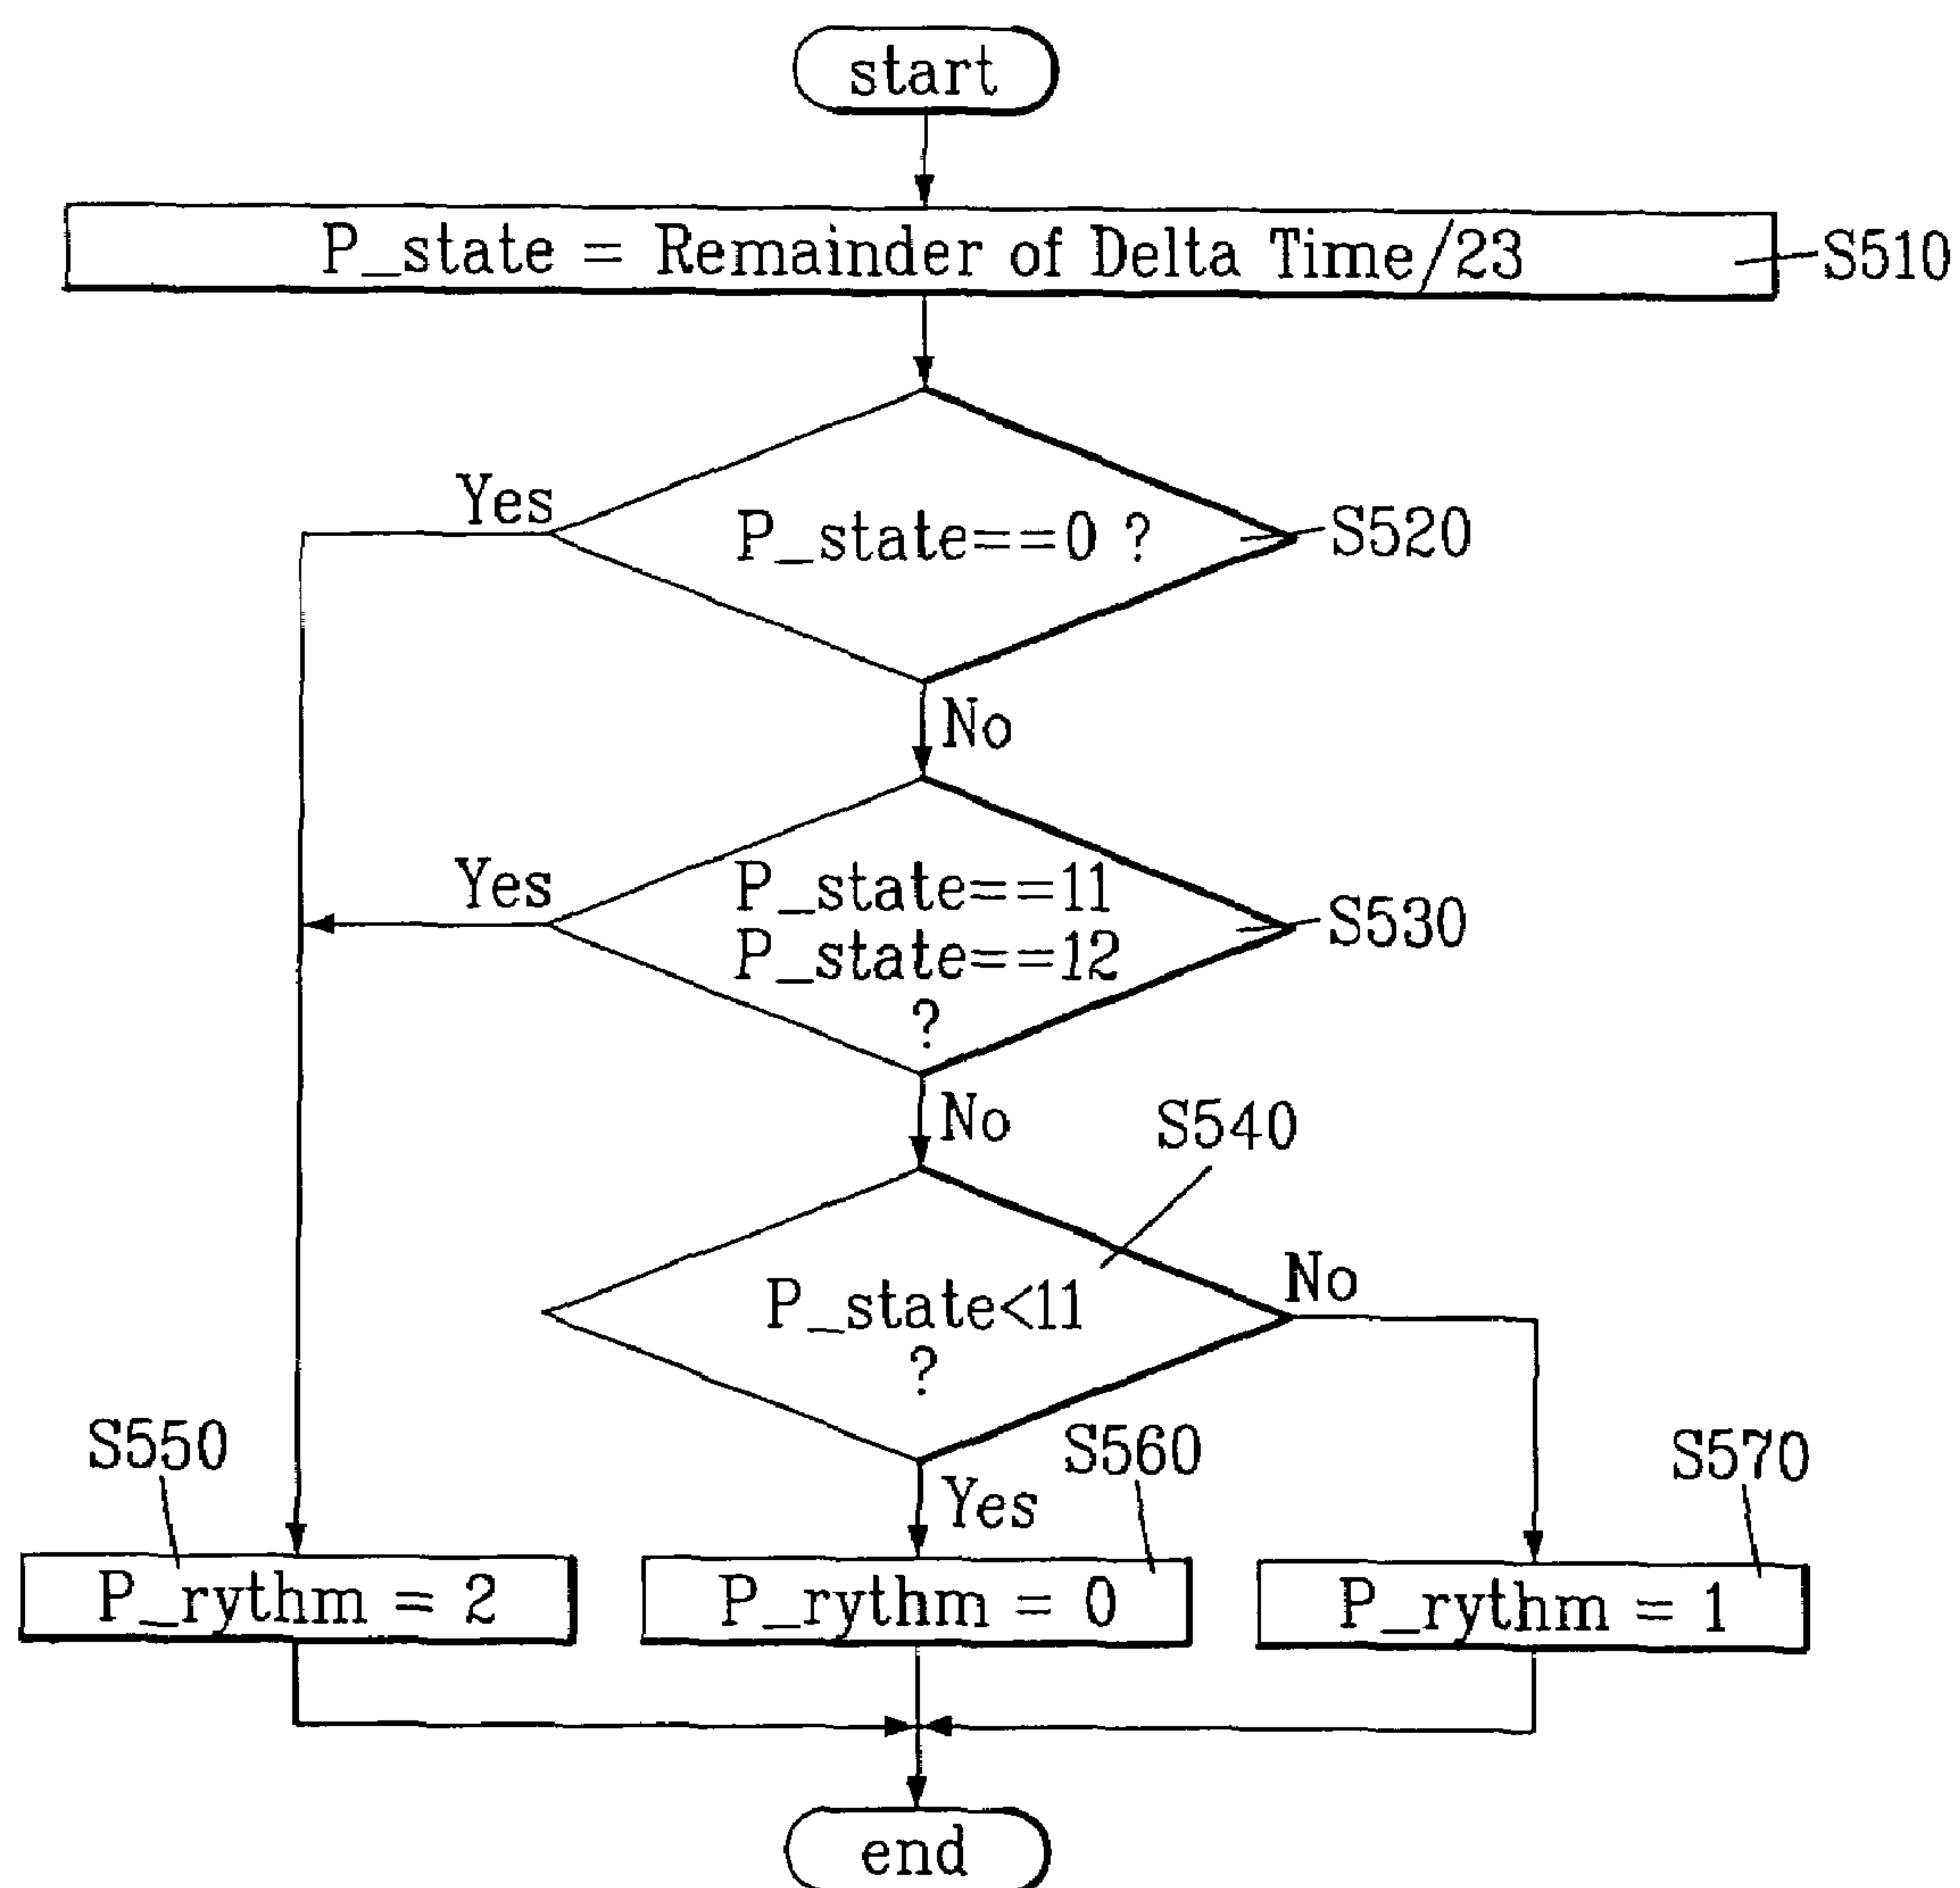 start
P_state = Remainder of Delta Time/23
S510
Yes
P_state==0 ?
S520
No
Yes
P_state==11
P_state==12
?
S530
No
S540
P_state<11
?
No
S550
S560
S570
Yes
P_rythm = 2
P_rythm = 0
P_rythm = 1
end